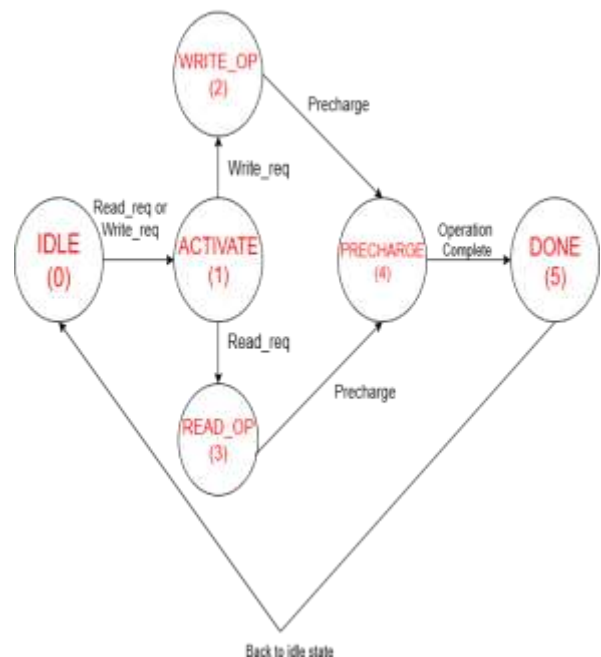 WRITE_OP
(2)
Precharge
Write_req
Read_req or
Write_req
IDLE
(0)
ACTIVATE
(1)
PRECHARGE
(4)
Operation
Complete
DONE
(5)
Read_req
Precharge
READ_OP
(3)
Back to idle state